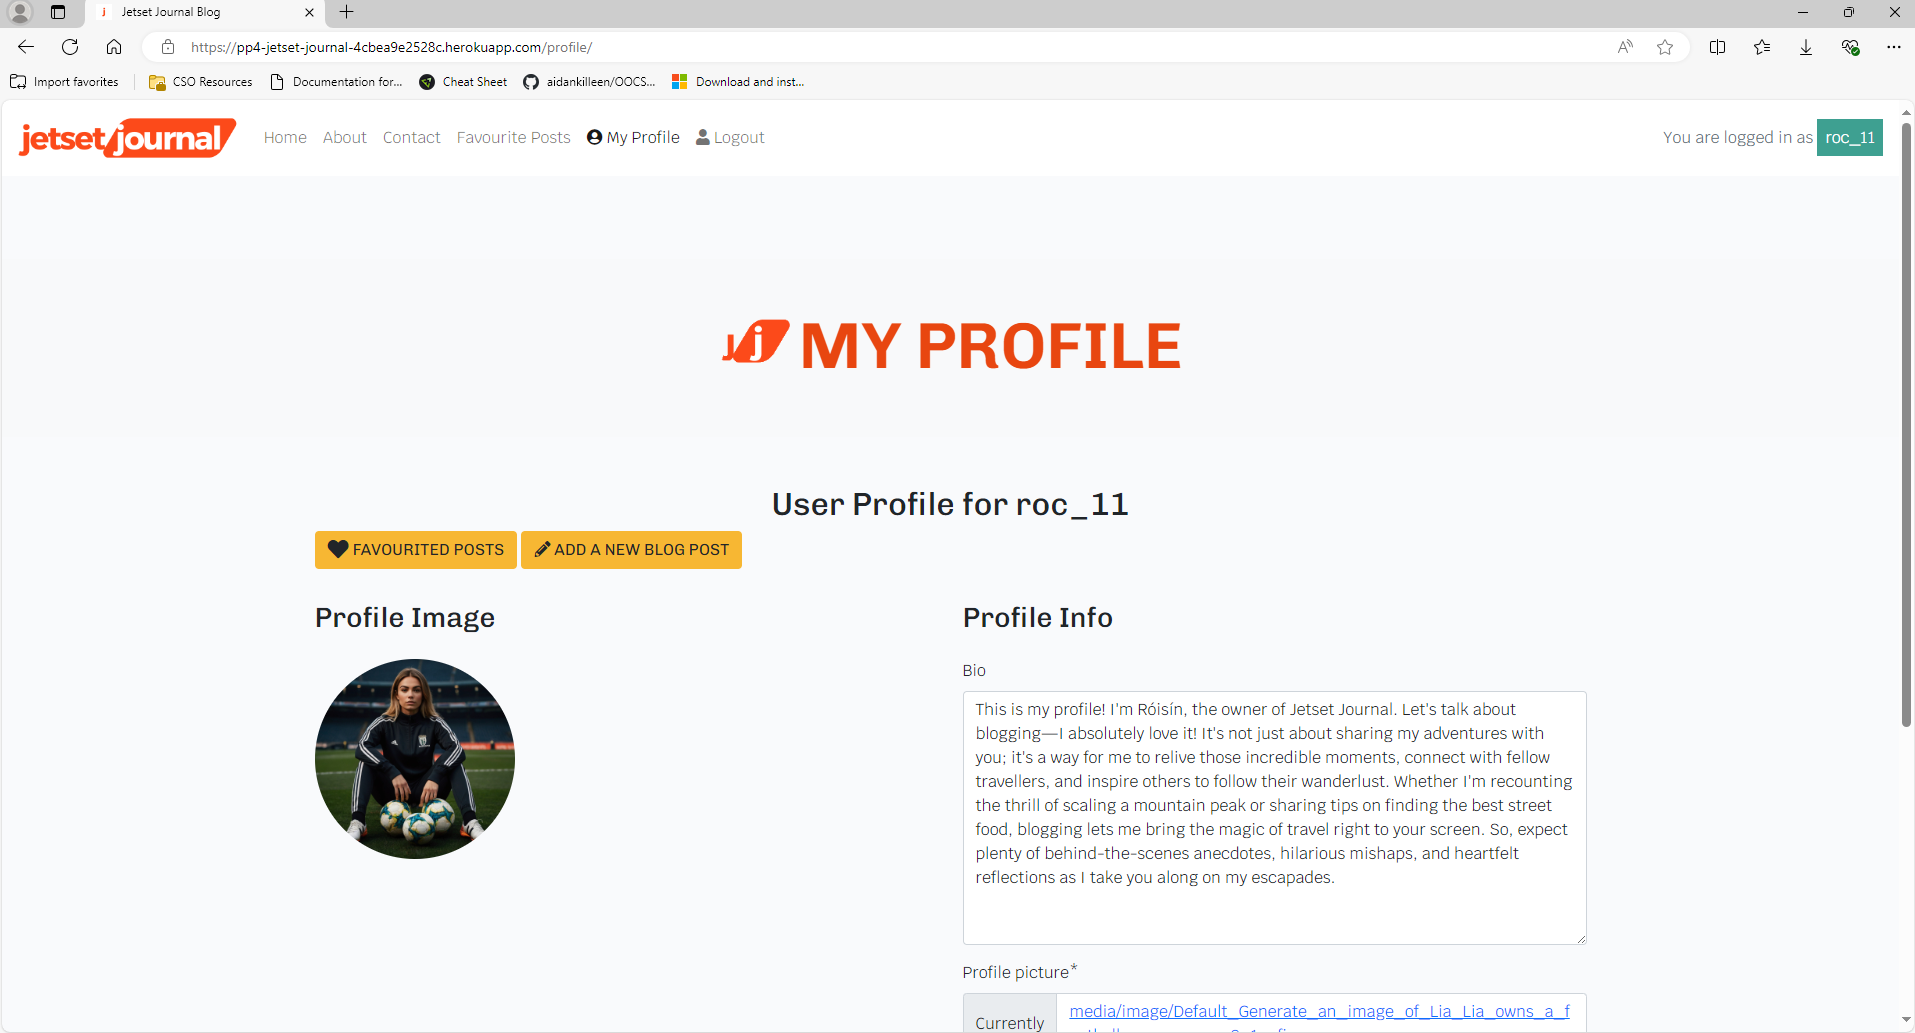 Jetset Journal Blog
https://pp4-jetset-journal-4cbea9e2528c.herokuapp.com/profile/
Import favorites CSO Resources Documentation for... Cheat Sheet aidankilleen/OOCS... Download and inst...
jetset journal Home About Contact Favourite Posts My Profile Logout You are logged in as roc_11
Jj MY PROFILE
User Profile for roc_11
FAVOURITED POSTS ADD A NEW BLOG POST
Profile Image
Profile Info
Bio
This is my profile! I'm Róisín, the owner of Jetset Journal. Let's talk about
blogging—I absolutely love it! It's not just about sharing my adventures with
you; it's a way for me to relive those incredible moments, connect with fellow
travellers, and inspire others to follow their wanderlust. Whether I'm recounting
the thrill of scaling a mountain peak or sharing tips on finding the best street
food, blogging lets me bring the magic of travel right to your screen. So, expect
plenty of behind-the-scenes anecdotes, hilarious mishaps, and heartfelt
reflections as I take you along on my escapades.
Profile picture*
Currently media/image/Default_Generate_an_image_of_Lia_Lia_owns_a_f